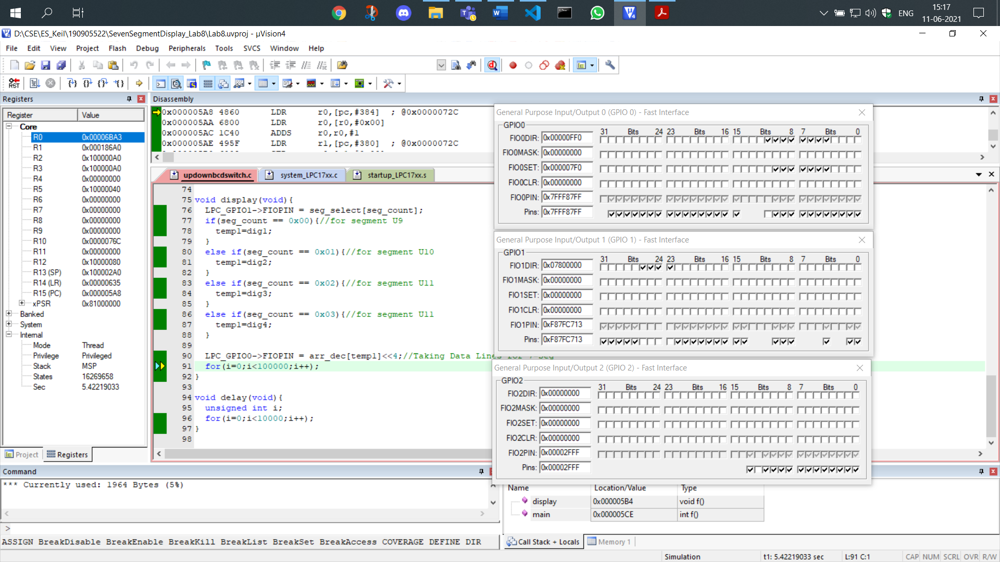 ENG
15:17
11-06-2021
D:\CSE\ES_Keil\190905522\SevenSegmentDisplay_Lab8\Lab8.uvproj - µVision4
File Edit View Project Flash Debug Peripherals Tools SVCS Window Help
Registers
Register Value
Core
R0 0x00006BA3
R1 0x000186A0
R2 0x100000A0
R3 0x100000A0
R4 0x00000000
R5 0x10000040
R6 0x00000000
R7 0x00000000
R8 0x00000000
R9 0x00000000
R10 0x0000076C
R11 0x00000000
R12 0x10000080
R13 (SP) 0x100002A0
R14 (LR) 0x00000635
R15 (PC) 0x000005A8
xPSR 0x81000000
Banked
System
Internal
Mode Thread
Privilege Privileged
Stack MSP
States 16269658
Sec 5.42219033
Project Registers
Disassembly
0x000005A8 4860 LDR r0,[pc,#384] ; @0x0000072C
0x000005AA 6800 LDR r0,[r0,#0x00]
0x000005AC 1C40 ADDS r0,r0,#1
0x000005AE 495F LDR r1,[pc,#380] ; @0x0000072C
updownbcdswitch.c system_LPC17xx.c startup_LPC17xx.s
74
75 void display(void){
76 LPC_GPIO1->FIOPIN = seg_select[seg_count];
77 if(seg_count == 0x00){//for segment U9
78 temp1=dig1;
79 }
80 else if(seg_count == 0x01){//for segment U10
81 temp1=dig2;
82 }
83 else if(seg_count == 0x02){//for segment U11
84 temp1=dig3;
85 }
86 else if(seg_count == 0x03){//for segment U11
87 temp1=dig4;
88 }
89
90 LPC_GPIO0->FIOPIN = arr_dec[temp1]<<4;//Taking Data Lines for 7-Seg
91 for(i=0;i<100000;i++);
92 }
93
94 void delay(void){
95 unsigned int i;
96 for(i=0;i<10000;i++);
97 }
98
General Purpose Input/Output 0 (GPIO 0) - Fast Interface
GPIO0
31 Bits 24 23 Bits 16 15 Bits 8 7 Bits 0
FIO0DIR: 0x00000FF0
FIO0MASK: 0x00000000
FIO0SET: 0x000007F0
FIO0CLR: 0x00000000
FIO0PIN: 0x7FFF87FF
Pins: 0x7FFF87FF
General Purpose Input/Output 1 (GPIO 1) - Fast Interface
GPIO1
31 Bits 24 23 Bits 16 15 Bits 8 7 Bits 0
FIO1DIR: 0x07800000
FIO1MASK: 0x00000000
FIO1SET: 0x00000000
FIO1CLR: 0x00000000
FIO1PIN: 0xF87FC713
Pins: 0xF87FC713
General Purpose Input/Output 2 (GPIO 2) - Fast Interface
GPIO2
31 Bits 24 23 Bits 16 15 Bits 8 7 Bits 0
FIO2DIR: 0x00000000
FIO2MASK: 0x00000000
FIO2SET: 0x00000000
FIO2CLR: 0x00000000
FIO2PIN: 0x00002FFF
Pins: 0x00002FFF
Command
*** Currently used: 1964 Bytes (5%)
>
ASSIGN BreakDisable BreakEnable BreakKill BreakList BreakSet BreakAccess COVERAGE DEFINE DIR
Name Location/Value Type
display 0x000005B4 void f()
main 0x000005CE int f()
Call Stack + Locals Memory 1
Simulation t1: 5.42219033 sec L:91 C:1 CAP NUM SCRL OVR R/W